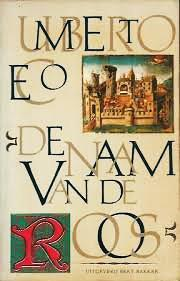 UMBERTO
ECO
DE NAAM
VAN DE
ROOS
UITGEVERIJ BERT BAKKER